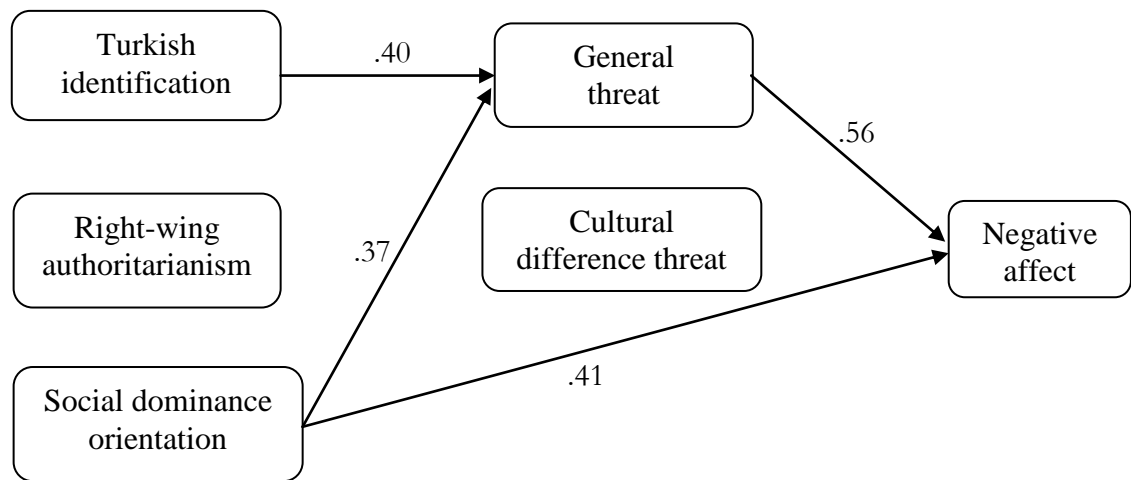 Turkish
identification
.40
General
threat
.56
Right-wing
authoritarianism
.37
Cultural
difference threat
Negative
affect
Social dominance
orientation
.41